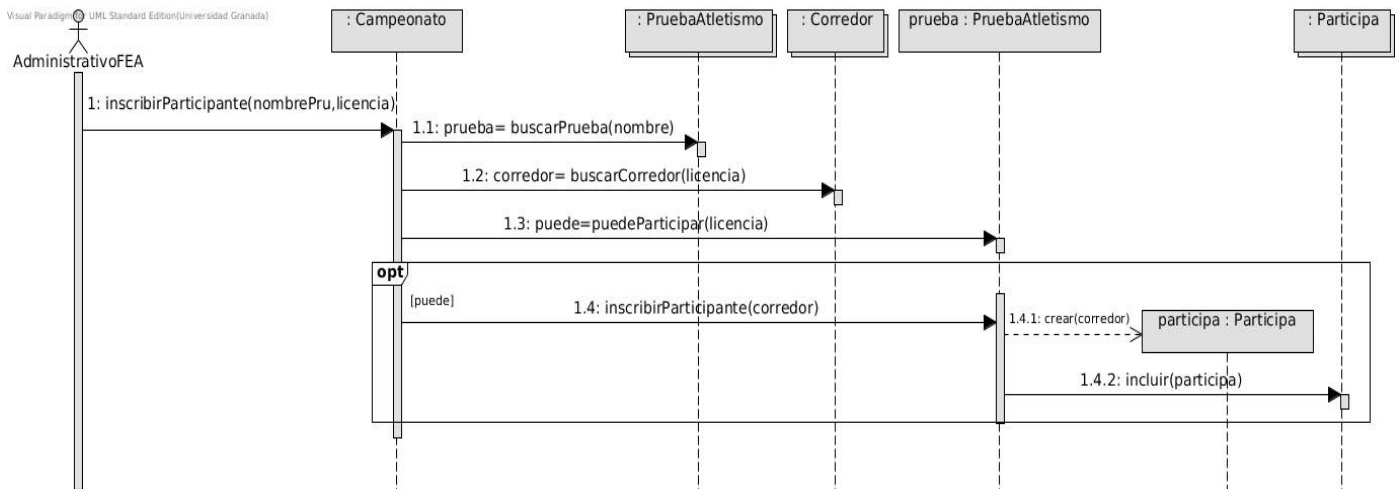 Visual Paradigm for UML Standard Edition(Universidad Granada)
AdministrativoFEA
: Campeonato
: PruebaAtletismo
: Corredor
prueba : PruebaAtletismo
: Participa
1: inscribirParticipante(nombrePru,licencia)
1.1: prueba= buscarPrueba(nombre)
1.2: corredor= buscarCorredor(licencia)
1.3: puede=puedeParticipar(licencia)
opt
[puede]
1.4: inscribirParticipante(corredor)
1.4.1: crear(corredor)
participa : Participa
1.4.2: incluir(participa)